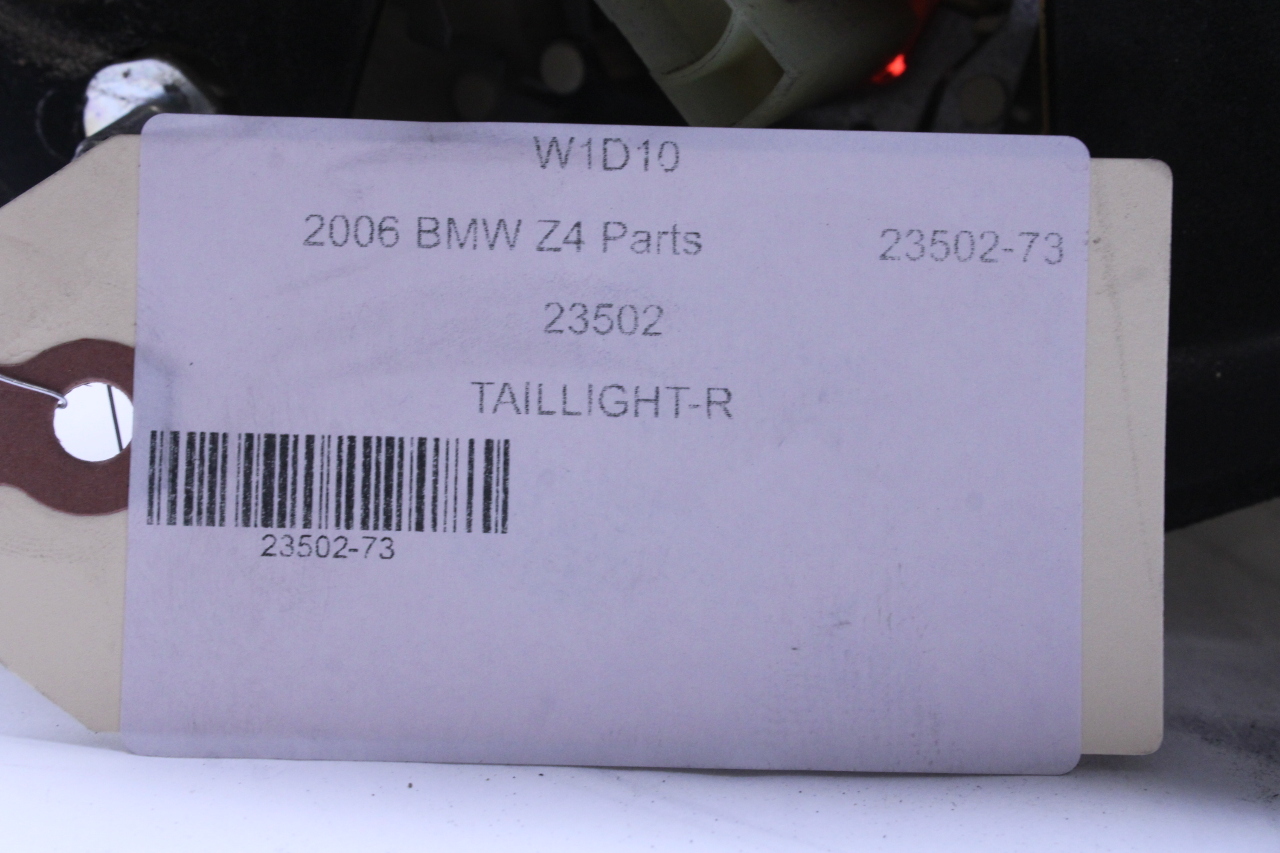 W1D10
2006 BMW Z4 Parts 23502-73
23502
TAILLIGHT-R
23502-73